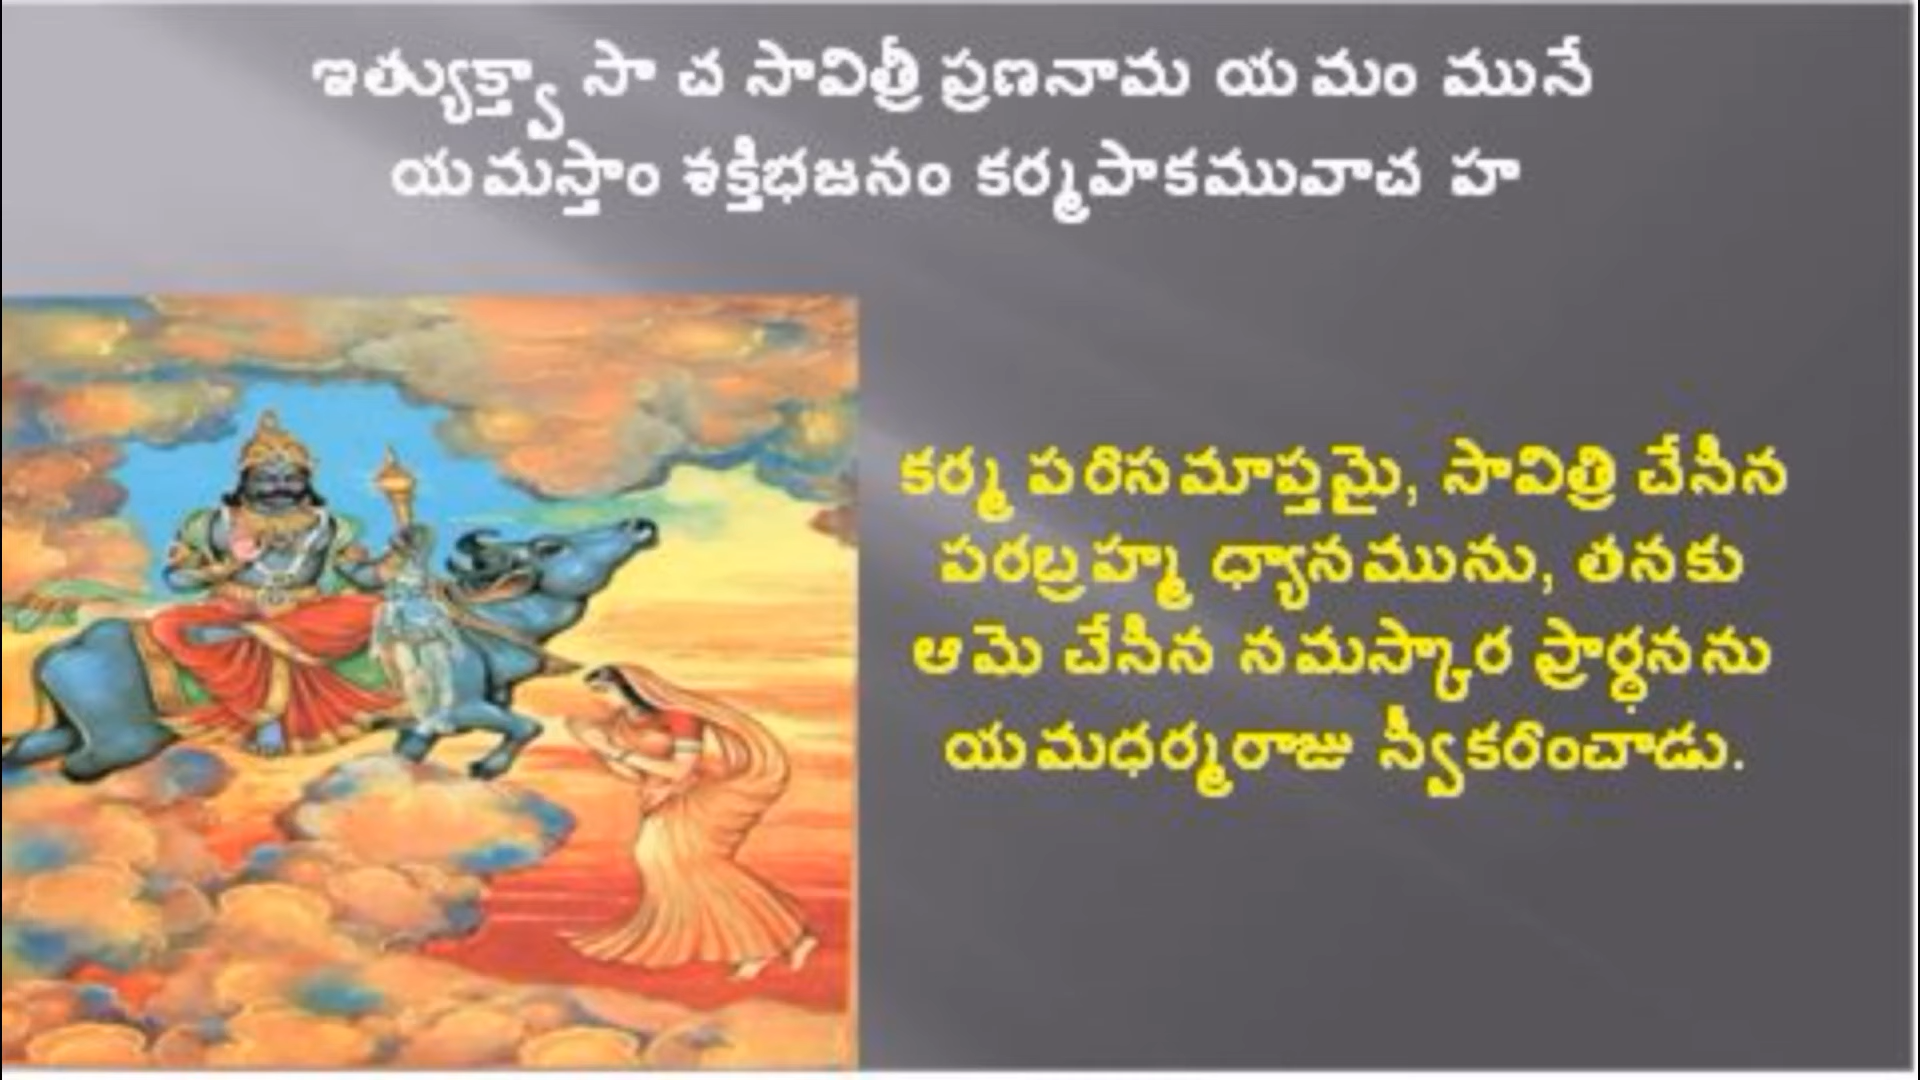 ఇత్యుక్త్వా సా చ సావిత్రీ ప్రణనామ యమం మునే
యమస్తాం శక్తిభజనం కర్మపాకమువాచ హ
కర్మ పరిసమాప్తమై, సావిత్రి చేసిన
పరబ్రహ్మ ధ్యానమును, తనకు
ఆమె చేసిన నమస్కార ప్రార్థనను
యమధర్మరాజు స్వీకరించాడు.